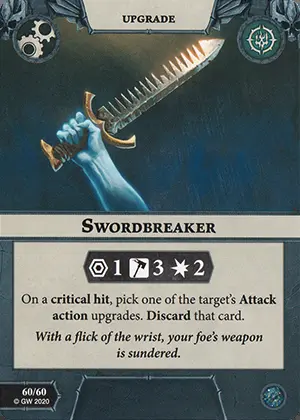 UPGRADE
SWORDBREAKER
1 3 2
On a critical hit, pick one of the target's Attack
action upgrades. Discard that card.
With a flick of the wrist, your foe's weapon
is sundered.
60/60
© GW 2020